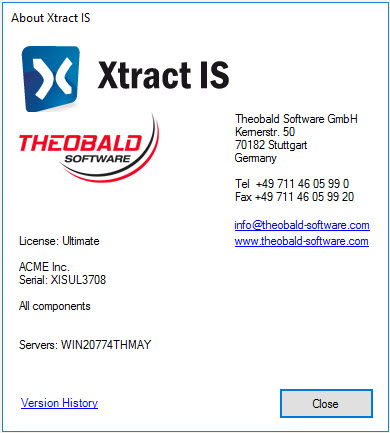 About Xtract IS
X
Xtract IS
THEOBALD
SOFTWARE
Theobald Software GmbH
Kernerstr. 50
70182 Stuttgart
Germany
Tel +49 711 46 05 99 0
Fax +49 711 46 05 99 20
info@theobald-software.com
www.theobald-software.com
License: Ultimate
ACME Inc.
Serial: XISUL3708
All components
Servers: WIN20774THMAY
Version History
Close